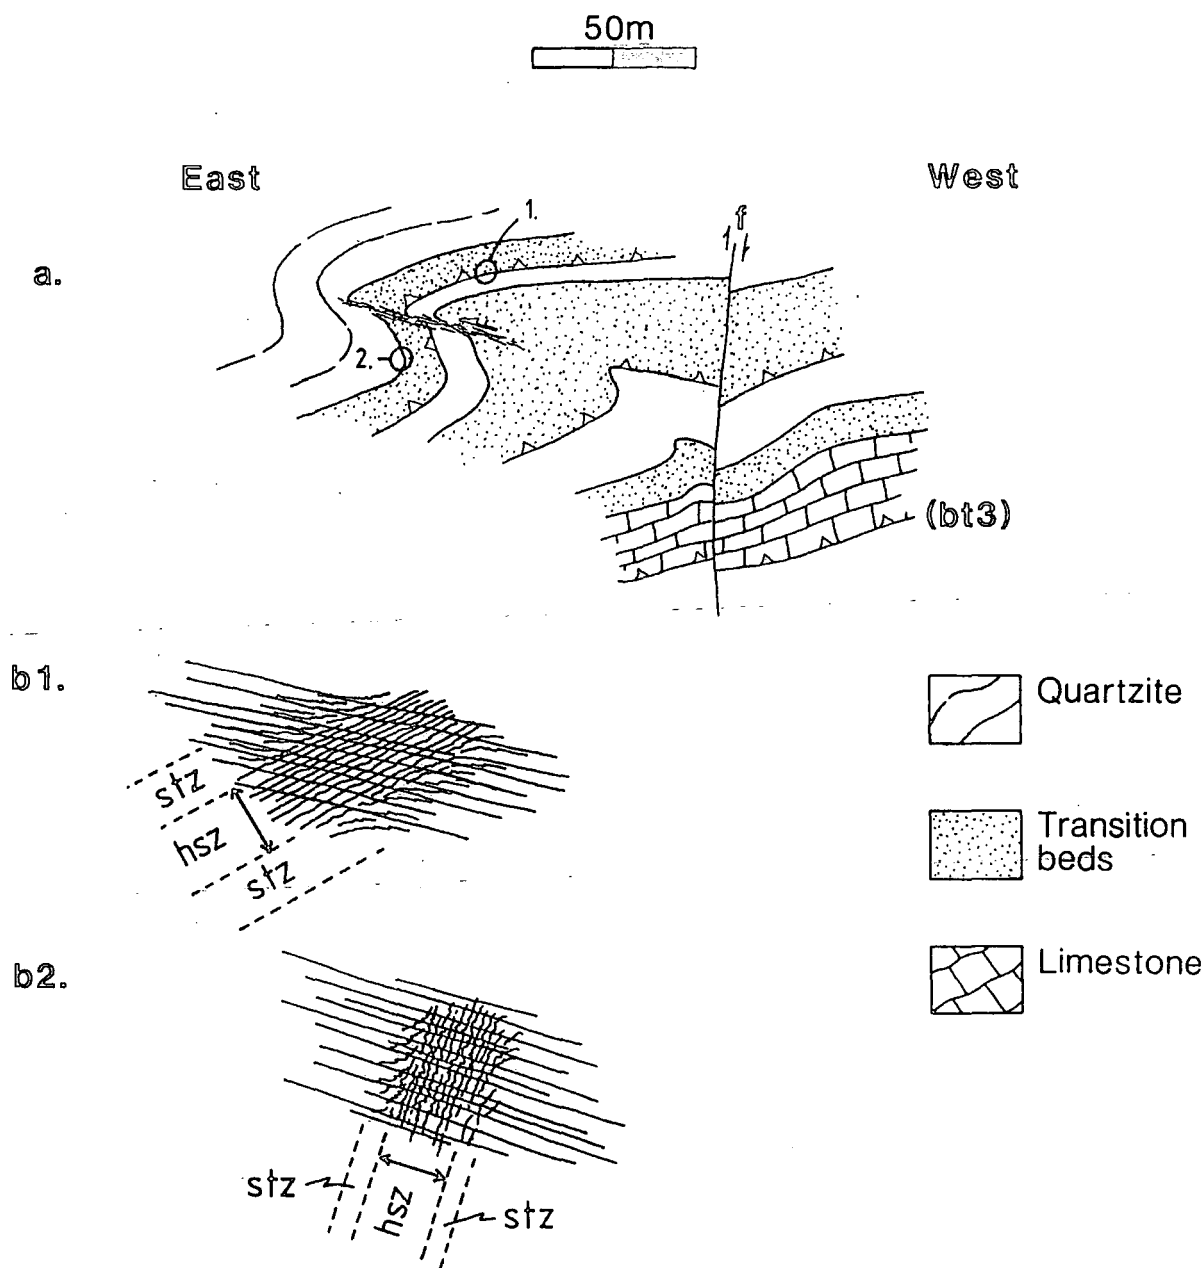 50m
East
West
a.
1.
f
2.
(bt3)
b1.
stz
hsz
stz
Quartzite
Transition
beds
b2.
Limestone
stz
hsz
stz